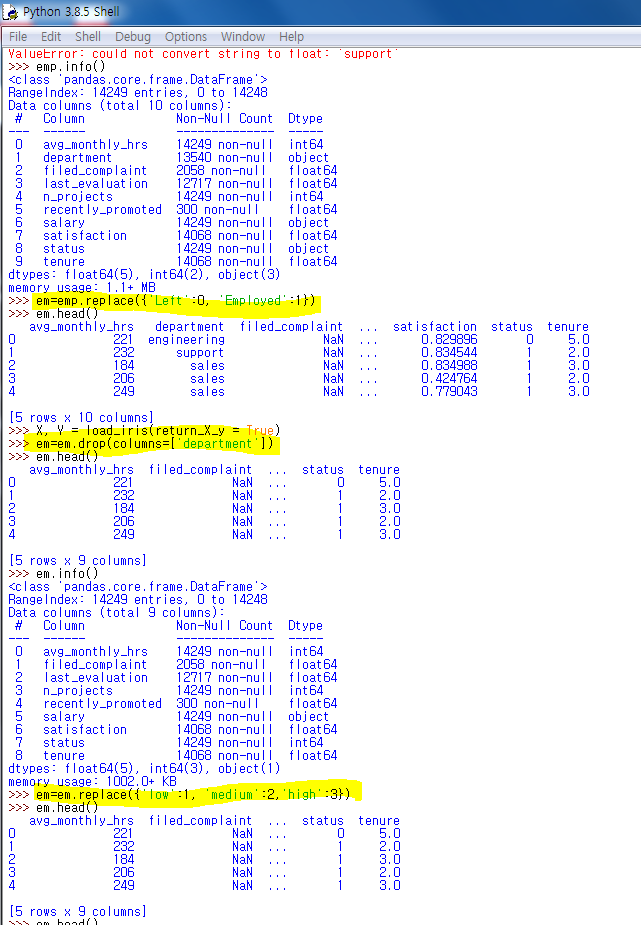 Python 3.8.5 Shell
File Edit Shell Debug Options Window Help
ValueError: could not convert string to float: 'support'
>>> emp.info()
<class 'pandas.core.frame.DataFrame'>
RangeIndex: 14249 entries, 0 to 14248
Data columns (total 10 columns):
 #   Column             Non-Null Count  Dtype
---  ------             --------------  -----
 0   avg_monthly_hrs    14249 non-null  int64
 1   department         13540 non-null  object
 2   filed_complaint    2058 non-null   float64
 3   last_evaluation    12717 non-null  float64
 4   n_projects         14249 non-null  int64
 5   recently_promoted  300 non-null    float64
 6   salary             14249 non-null  object
 7   satisfaction       14068 non-null  float64
 8   status             14249 non-null  object
 9   tenure             14068 non-null  float64
dtypes: float64(5), int64(2), object(3)
memory usage: 1.1+ MB
>>> em=emp.replace({'Left':0, 'Employed':1})
>>> em.head()
   avg_monthly_hrs   department  filed_complaint  ...  satisfaction  status  tenure
0              221  engineering              NaN  ...      0.829896       0     5.0
1              232      support              NaN  ...      0.834544       1     2.0
2              184        sales              NaN  ...      0.834988       1     3.0
3              206        sales              NaN  ...      0.424764       1     2.0
4              249        sales              NaN  ...      0.779043       1     3.0
[5 rows x 10 columns]
>>> X, Y = load_iris(return_X_y = True)
>>> em=em.drop(columns=['department'])
>>> em.head()
   avg_monthly_hrs  filed_complaint  ...  status  tenure
0              221              NaN  ...       0     5.0
1              232              NaN  ...       1     2.0
2              184              NaN  ...       1     3.0
3              206              NaN  ...       1     2.0
4              249              NaN  ...       1     3.0
[5 rows x 9 columns]
>>> em.info()
<class 'pandas.core.frame.DataFrame'>
RangeIndex: 14249 entries, 0 to 14248
Data columns (total 9 columns):
 #   Column             Non-Null Count  Dtype
---  ------             --------------  -----
 0   avg_monthly_hrs    14249 non-null  int64
 1   filed_complaint    2058 non-null   float64
 2   last_evaluation    12717 non-null  float64
 3   n_projects         14249 non-null  int64
 4   recently_promoted  300 non-null    float64
 5   salary             14249 non-null  object
 6   satisfaction       14068 non-null  float64
 7   status             14249 non-null  int64
 8   tenure             14068 non-null  float64
dtypes: float64(5), int64(3), object(1)
memory usage: 1002.0+ KB
>>> em=em.replace({'low':1, 'medium':2,'high':3})
>>> em.head()
   avg_monthly_hrs  filed_complaint  ...  status  tenure
0              221              NaN  ...       0     5.0
1              232              NaN  ...       1     2.0
2              184              NaN  ...       1     3.0
3              206              NaN  ...       1     2.0
4              249              NaN  ...       1     3.0
[5 rows x 9 columns]
>>> em.head()